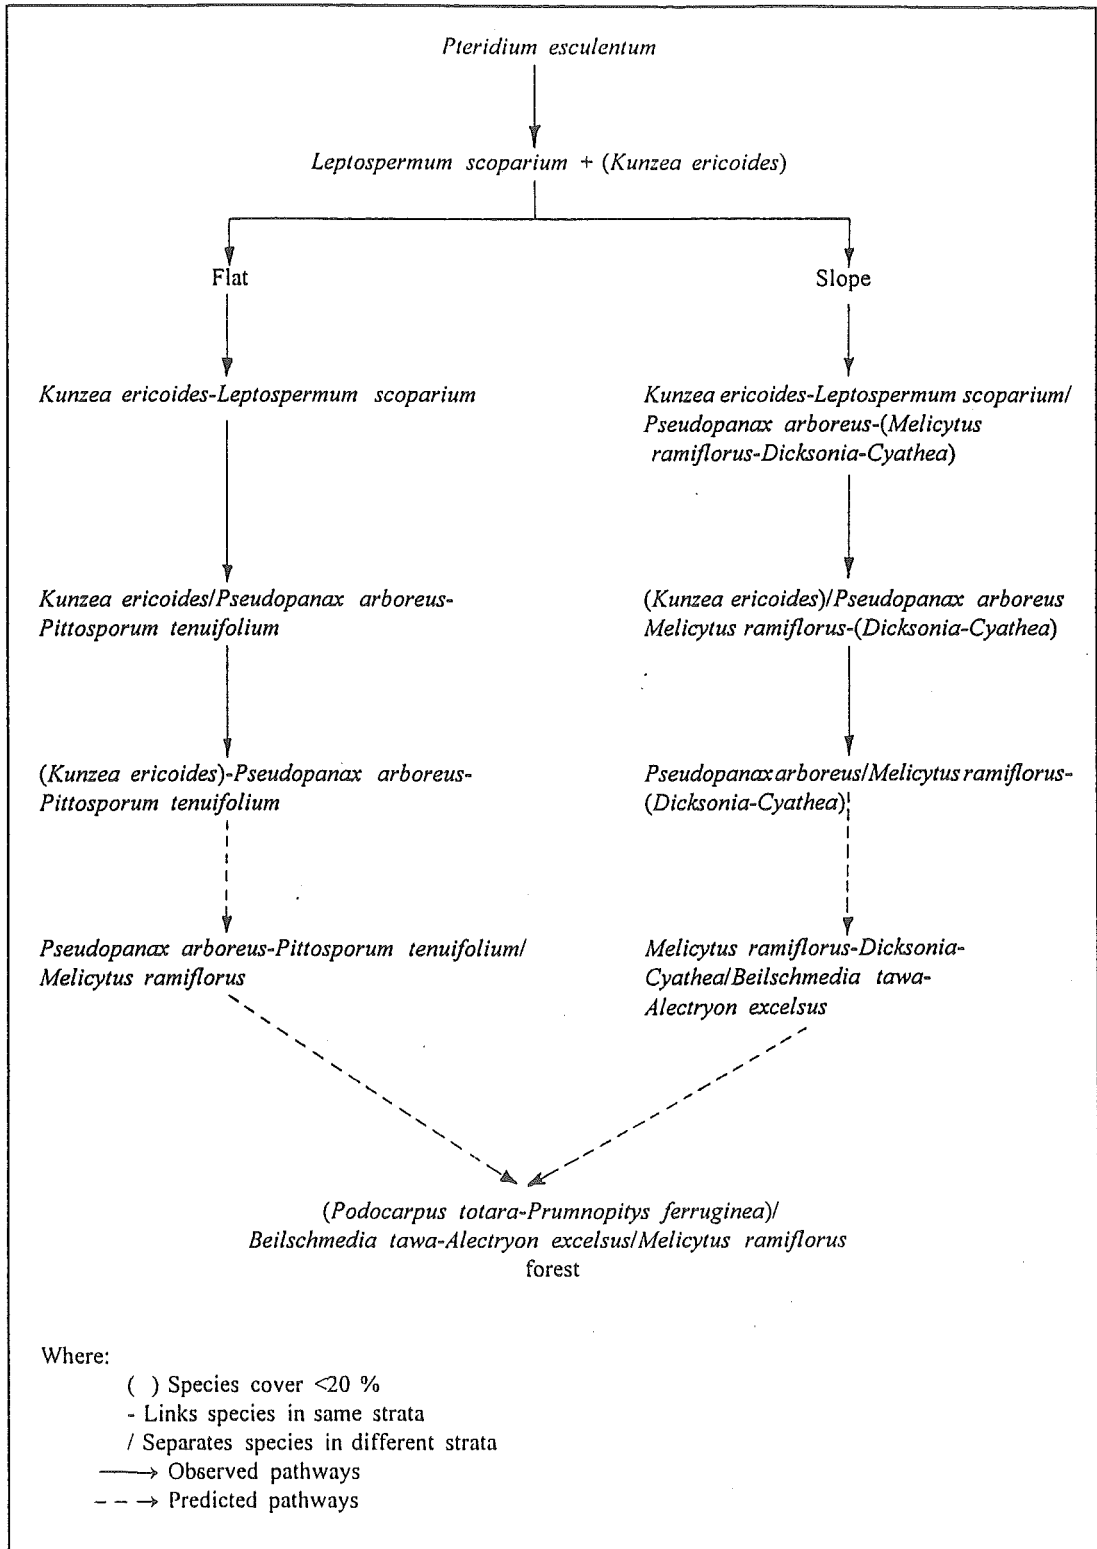 Pteridium esculentum
Leptospermum scoparium + (Kunzea ericoides)
Flat
Slope
Kunzea ericoides-Leptospermum scoparium
Kunzea ericoides-Leptospermum scoparium/
Pseudopanax arboreus-(Melicytus
ramiflorus-Dicksonia-Cyathea)
Kunzea ericoides/Pseudopanax arboreus-
Pittosporum tenuifolium
(Kunzea ericoides)/Pseudopanax arboreus
Melicytus ramiflorus-(Dicksonia-Cyathea)
(Kunzea ericoides)-Pseudopanax arboreus-
Pittosporum tenuifolium
Pseudopanax arboreus/Melicytus ramiflorus-
(Dicksonia-Cyathea)
Pseudopanax arboreus-Pittosporum tenuifolium/
Melicytus ramiflorus
Melicytus ramiflorus-Dicksonia-
Cyathea/Beilschmedia tawa-
Alectryon excelsus
(Podocarpus totara-Prumnopitys ferruginea)/
Beilschmedia tawa-Alectryon excelsus/Melicytus ramiflorus
forest
Where:
( ) Species cover <20 %
- Links species in same strata
/ Separates species in different strata
→ Observed pathways
- - → Predicted pathways